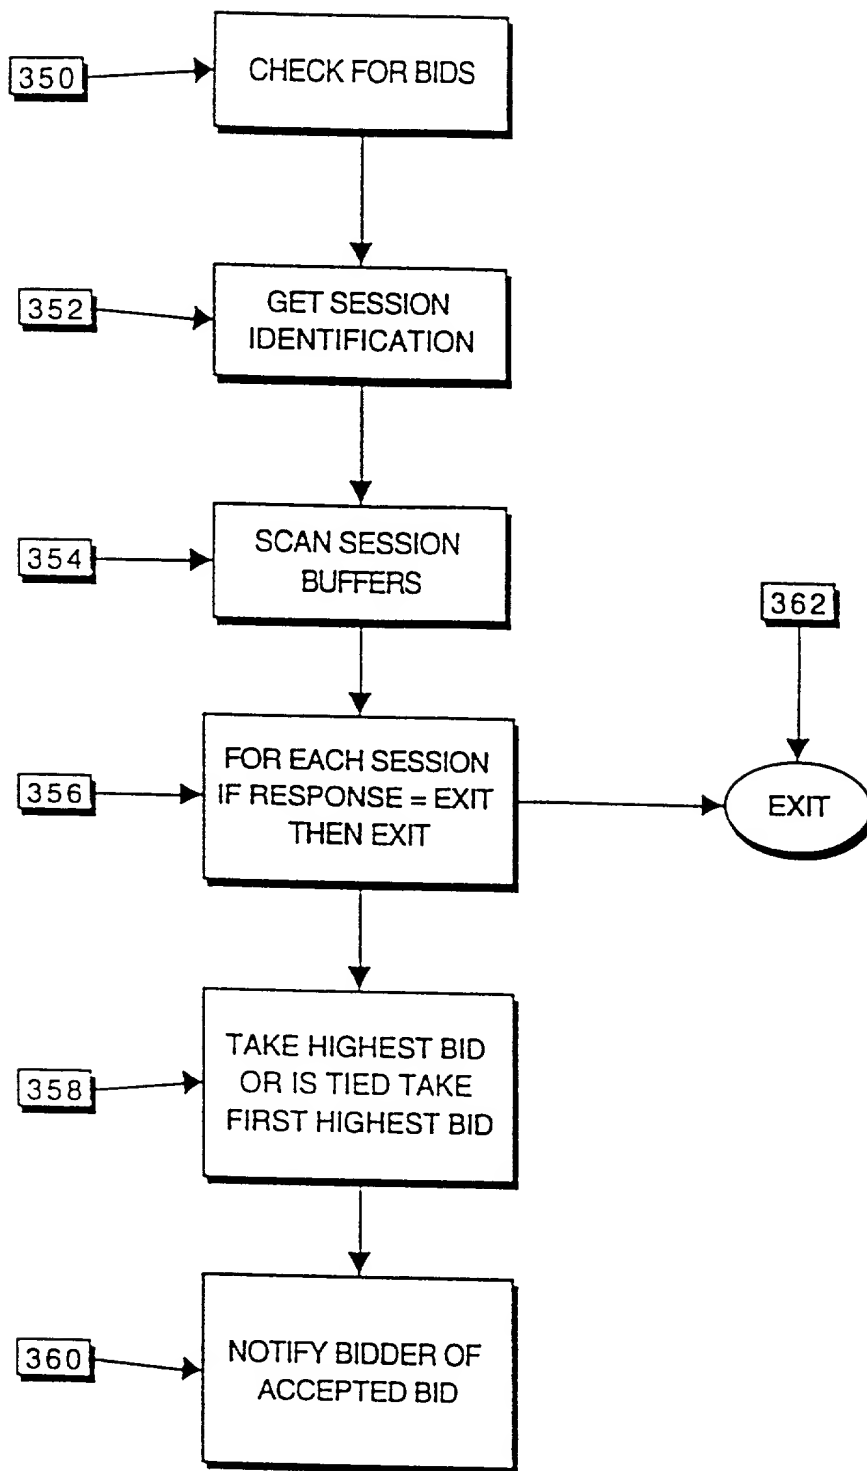 350
CHECK FOR BIDS
352
GET SESSION
IDENTIFICATION
354
SCAN SESSION
BUFFERS
362
356
FOR EACH SESSION
IF RESPONSE = EXIT
THEN EXIT
EXIT
358
TAKE HIGHEST BID
OR IS TIED TAKE
FIRST HIGHEST BID
360
NOTIFY BIDDER OF
ACCEPTED BID